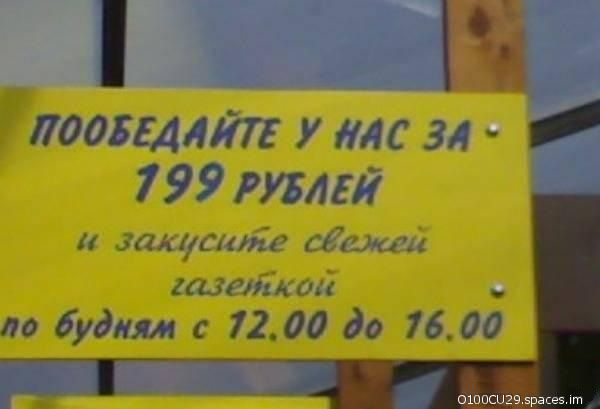 ПООБЕДАЙТЕ У НАС ЗА
199 РУБЛЕЙ
и закусите свежей
газеткой
по будням с 12.00 до 16.00
O100CU29.spaces.im